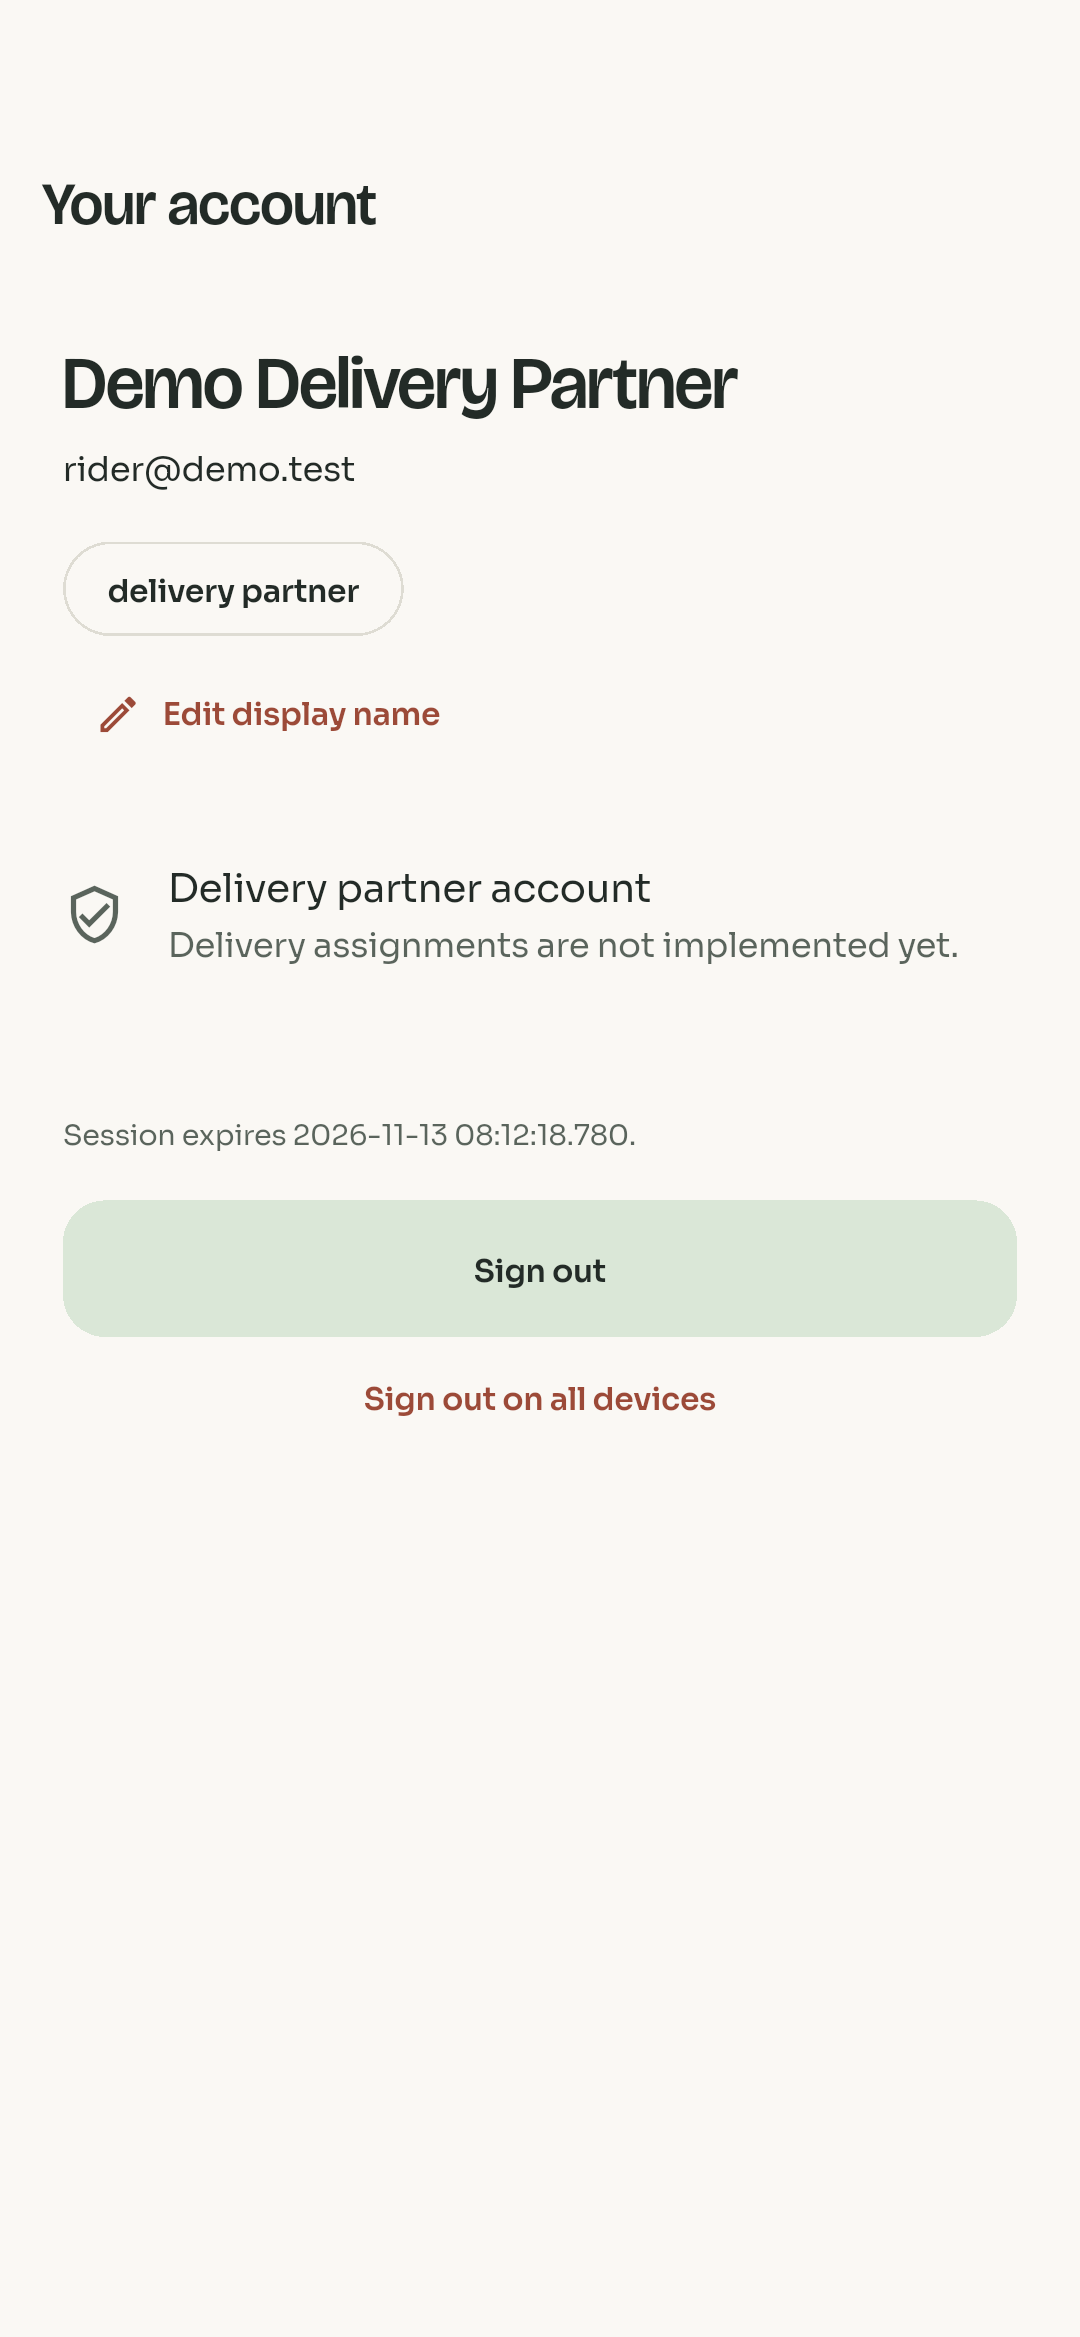 Your account
Demo Delivery Partner
rider@demo.test
delivery partner
Edit display name
Delivery partner account
Delivery assignments are not implemented yet.
Session expires 2026-11-13 08:12:18.780.
Sign out
Sign out on all devices